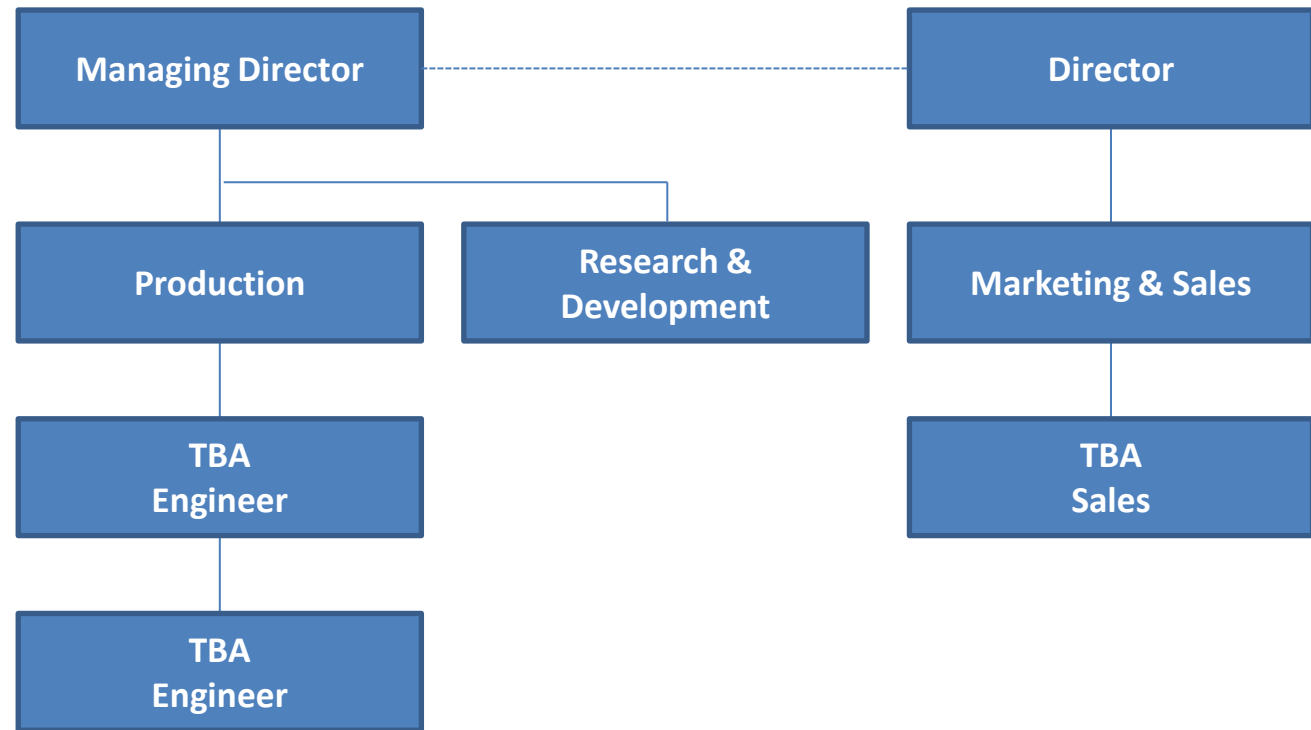 Managing Director
Director
Production
Research &
Development
Marketing & Sales
TBA
Engineer
TBA
Sales
TBA
Engineer